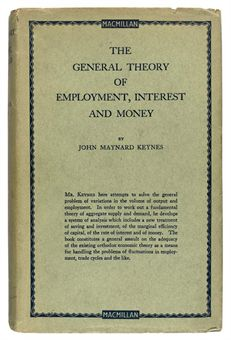 MACMILLAN
THE
GENERAL THEORY
OF
EMPLOYMENT, INTEREST
AND MONEY
BY
JOHN MAYNARD KEYNES
MR. KEYNES here attempts to solve the general
problem of variations in the volume of output and
employment. In order to work out a fundamental
theory of aggregate supply and demand, he develops
a system of analysis which includes a new treatment
of saving and investment, of the marginal efficiency
of capital, of the rate of interest and of money. The
book constitutes a general assault on the adequacy
of the existing orthodox economic theory as a means
for handling the problems of fluctuations in employ-
ment, trade cycles and the like.
MACMILLAN